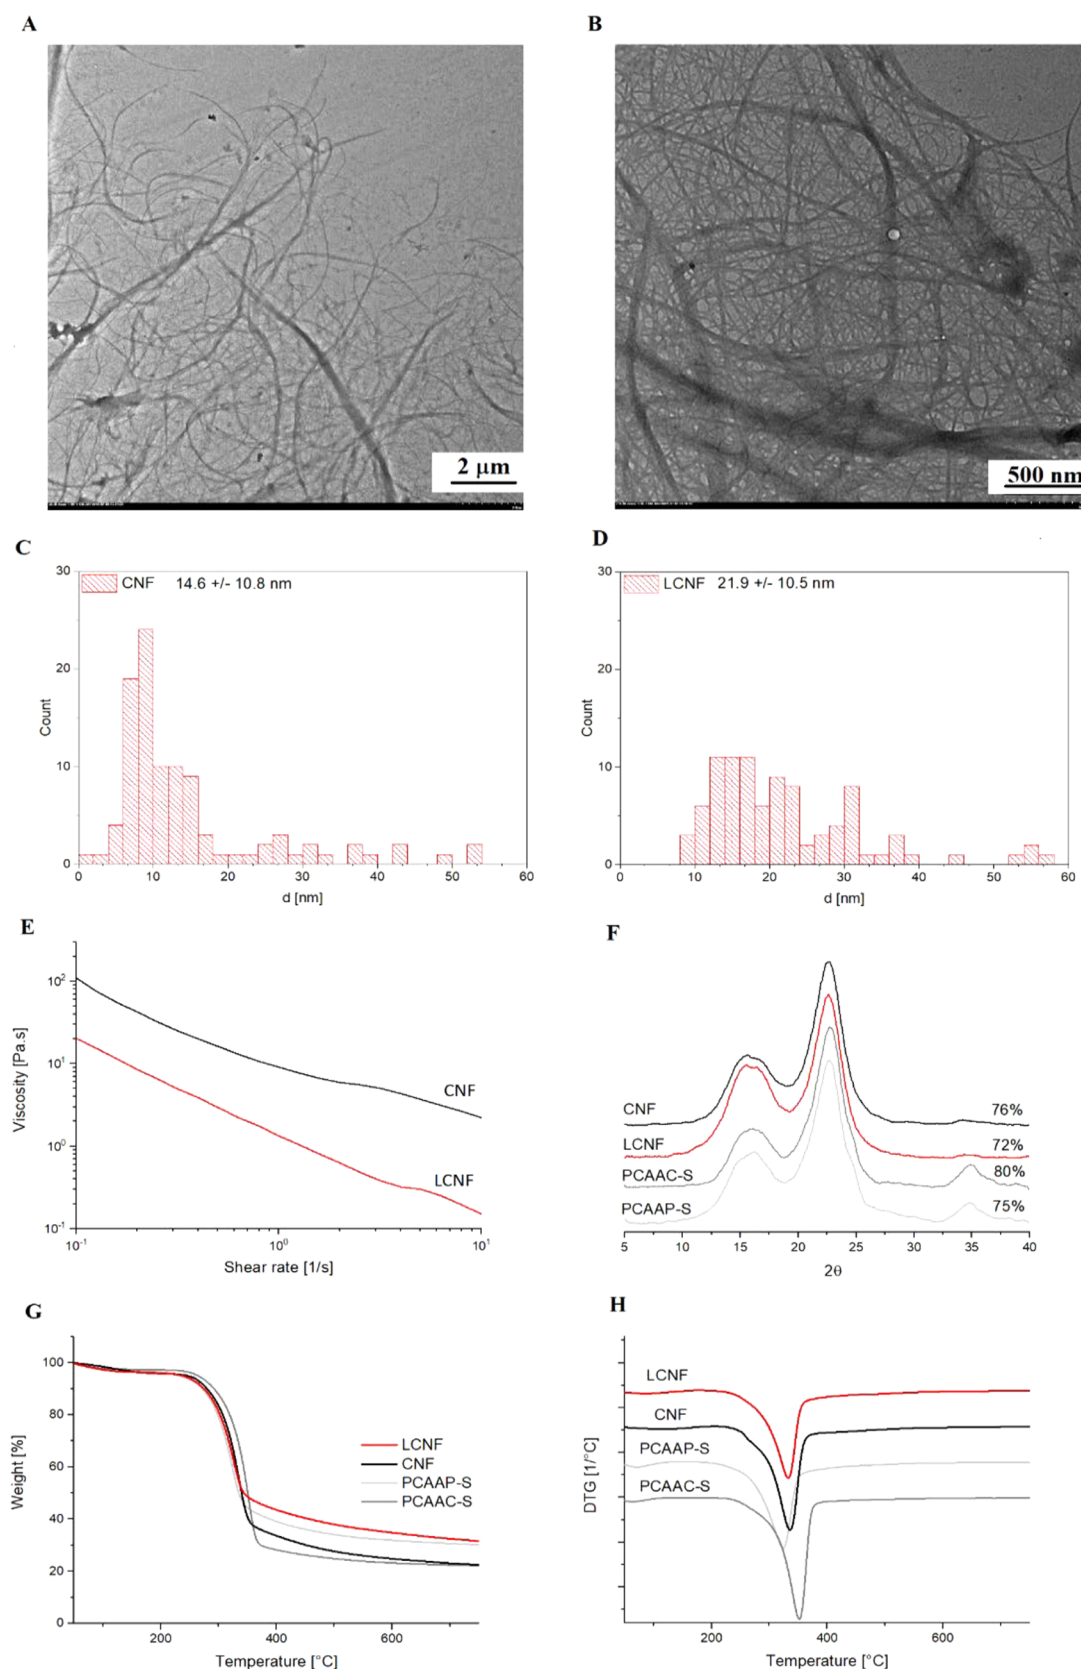 A
B
2 μm
500 nm
C
D
30
20
10
0
CNF 14.6 +/- 10.8 nm
Count
0 10 20 30 40 50 60
d [nm]
30
20
10
0
LCNF 21.9 +/- 10.5 nm
Count
0 10 20 30 40 50 60
d [nm]
E
F
10²
10¹
10⁰
10⁻¹
Viscosity [Pa.s]
CNF
LCNF
10⁻¹ 10⁰ 10¹
Shear rate [1/s]
CNF 76%
LCNF 72%
PCAAC-S 80%
PCAAP-S 75%
5 10 15 20 25 30 35 40
2θ
G
H
100
80
60
40
20
0
Weight [%]
LCNF
CNF
PCAAP-S
PCAAC-S
200 400 600
Temperature [°C]
LCNF
CNF
PCAAP-S
PCAAC-S
DTG [1/°C]
200 400 600
Temperature [°C]